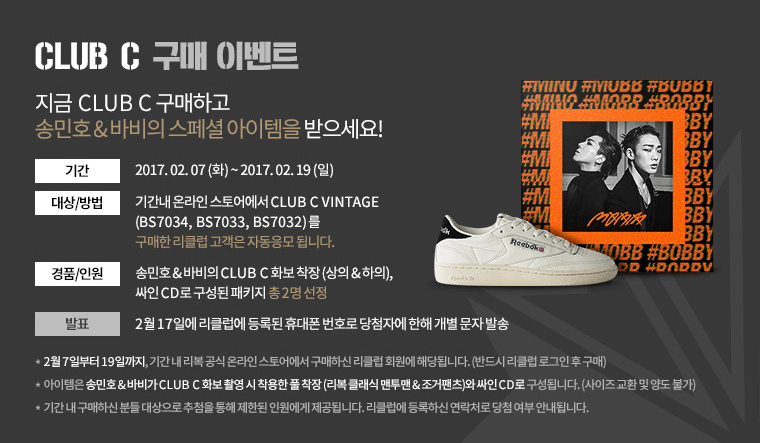 CLUB C 구매 이벤트
지금 CLUB C 구매하고
송민호 & 바비의 스페셜 아이템을 받으세요!
기간
2017. 02. 07 (화) ~ 2017. 02. 19 (일)
대상/방법
기간내 온라인 스토어에서 CLUB C VINTAGE
(BS7034, BS7033, BS7032) 를
구매한 리클럽 고객은 자동응모 됩니다.
경품/인원
송민호 & 바비의 CLUB C 화보 착장 (상의 & 하의),
싸인 CD로 구성된 패키지 총 2명 선정
발표
2월 17일에 리클럽에 등록된 휴대폰 번호로 당첨자에 한해 개별 문자 발송
* 2월 7일부터 19일까지, 기간 내 리복 공식 온라인 스토어에서 구매하신 리클럽 회원에 해당됩니다. (반드시 리클럽 로그인 후 구매)
* 아이템은 송민호 & 바비가 CLUB C 화보 촬영 시 착용한 풀 착장 (리복 클래식 맨투맨 & 조거팬츠)와 싸인 CD로 구성됩니다. (사이즈 교환 및 양도 불가)
* 기간 내 구매하신 분들 대상으로 추첨을 통해 제한된 인원에게 제공됩니다. 리클럽에 등록하신 연락처로 당첨 여부 안내됩니다.
#MINO #MOBB #BOBBY
Reebok